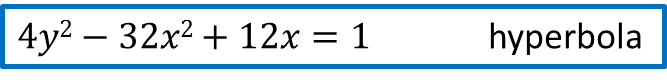 4y² − 32x² + 12x = 1 hyperbola